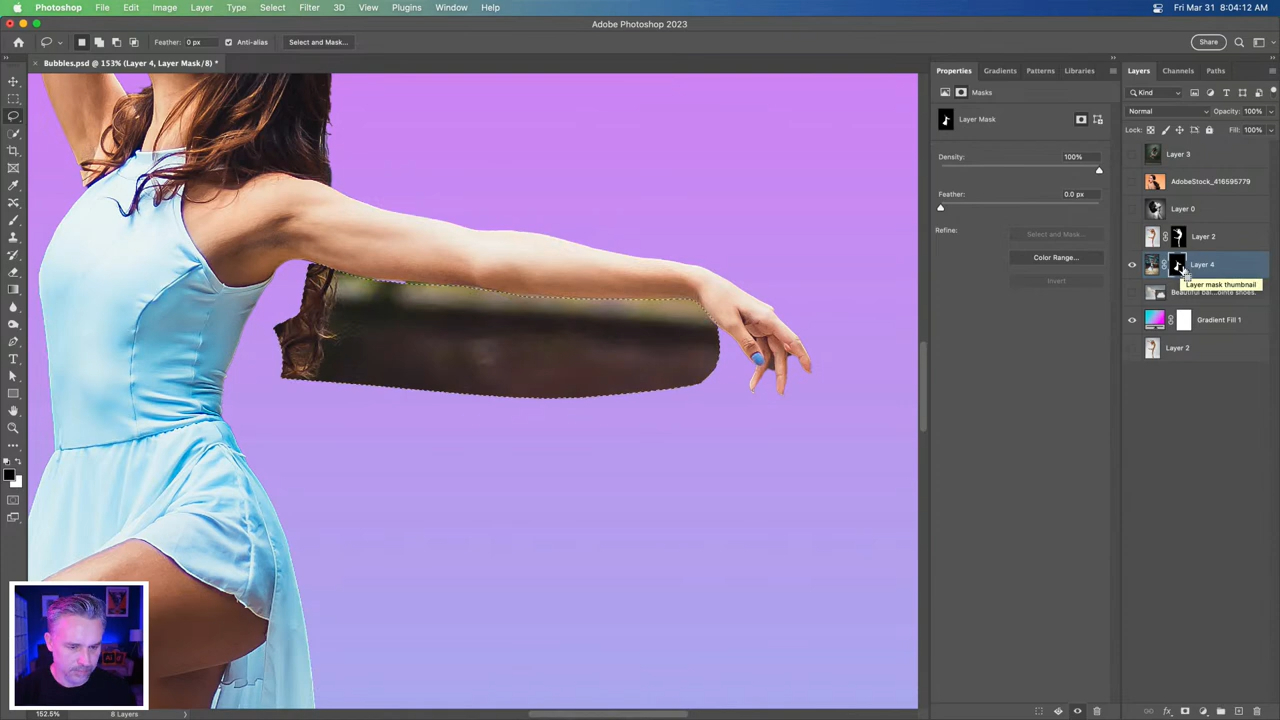 Photoshop File Edit Image Layer Type Select Filter 3D View Plugins Window Help Fri Mar 31 8:04:12 AM
Adobe Photoshop 2023
Feather: 0 px Anti-alias Select and Mask... Share
× Bubbles.psd @ 153% (Layer 4, Layer Mask/8) *
Properties Gradients Patterns Libraries
Masks
Layer Mask
Density: 100%
Feather: 0.0 px
Refine: Select and Mask...
Color Range...
Invert
Layers Channels Paths
Kind
Normal Opacity: 100%
Lock: Fill: 100%
Layer 3
AdobeStock_416595779
Layer 0
Layer 2
Layer 4
Layer mask thumbnail
Gradient Fill 1
Layer 2
152.5% 8 Layers